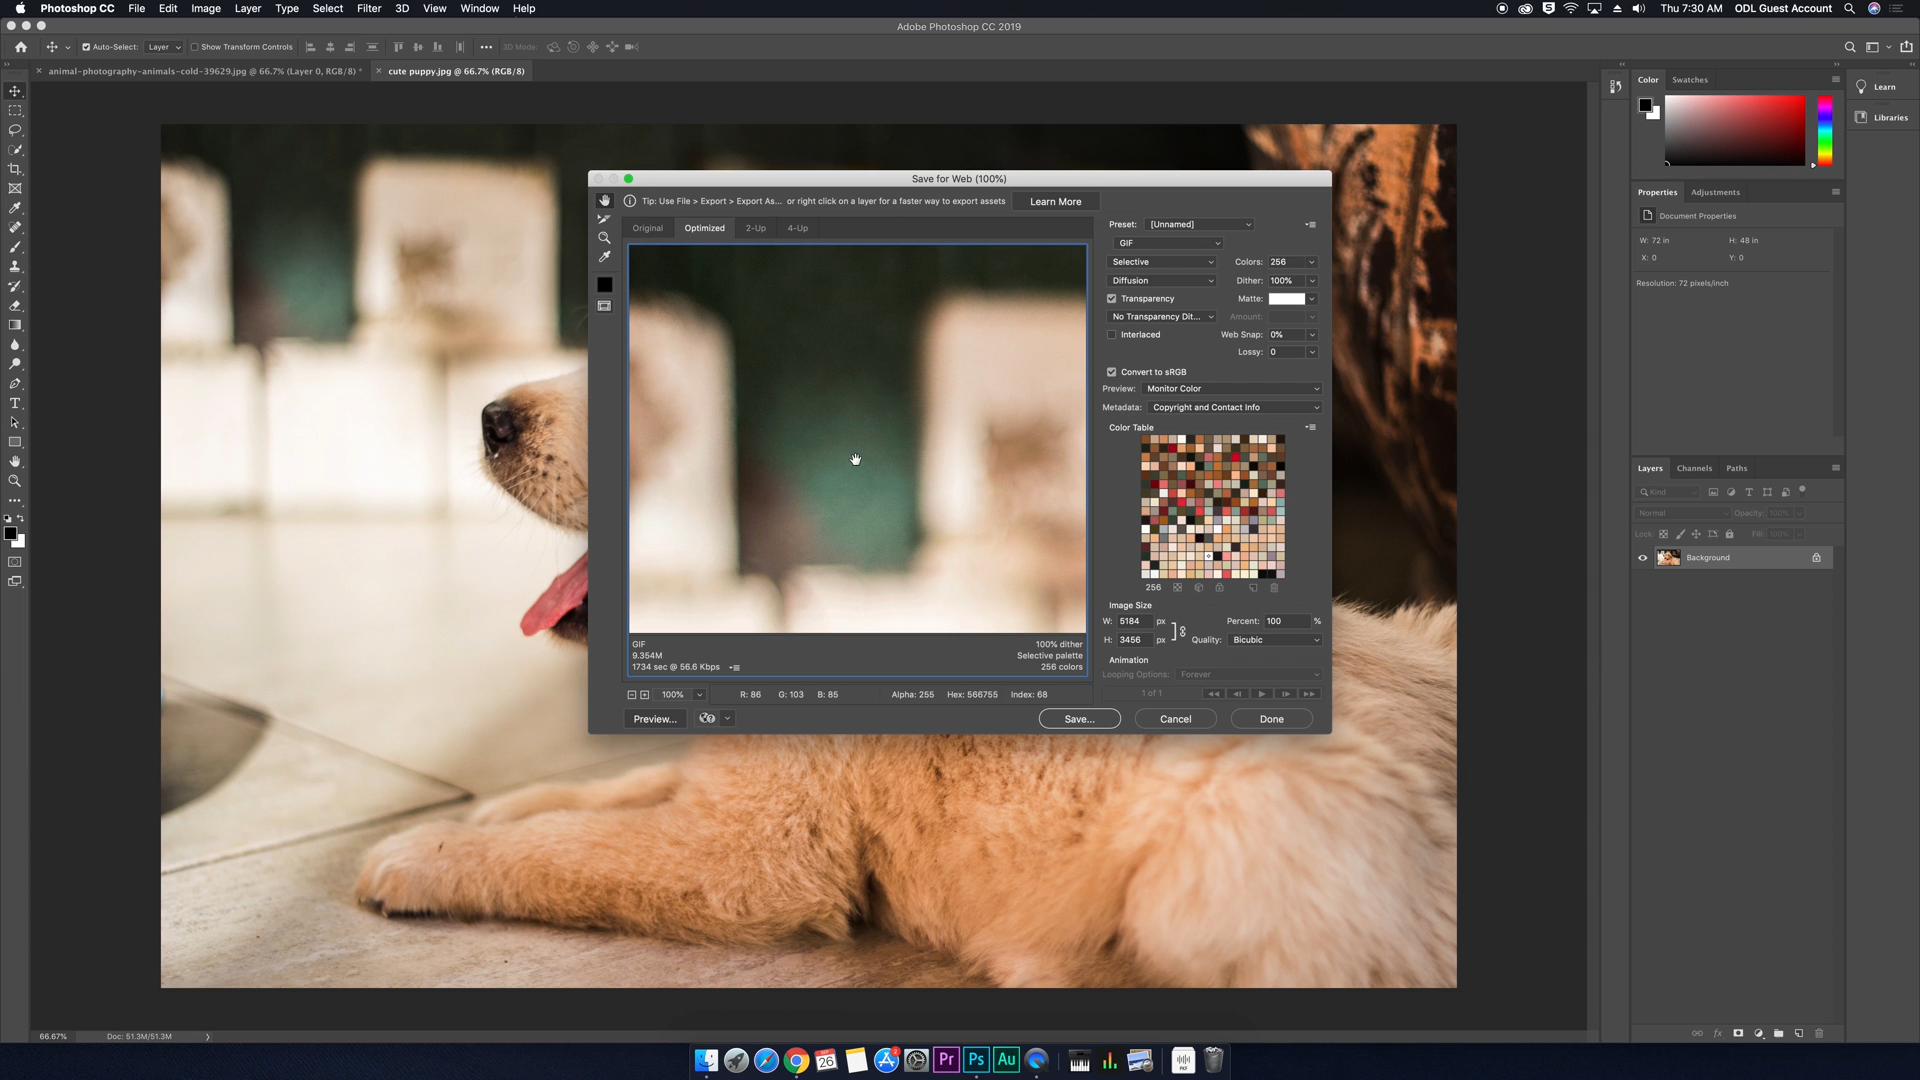 Photoshop CC File Edit Image Layer Type Select Filter 3D View Window Help Thu 7:30 AM ODL Guest Account
Adobe Photoshop CC 2019
Auto-Select: Layer Show Transform Controls 3D Mode:
animal-photography-animals-cold-39629.jpg @ 66.7% (Layer 0, RGB/8) * cute puppy.jpg @ 66.7% (RGB/8)
Save for Web (100%)
Tip: Use File > Export > Export As... or right click on a layer for a faster way to export assets Learn More
Original Optimized 2-Up 4-Up
Preset: [Unnamed]
GIF
Selective Colors: 256
Diffusion Dither: 100%
Transparency Matte:
No Transparency Dit... Amount:
Interlaced Web Snap: 0%
Lossy: 0
Convert to sRGB
Preview: Monitor Color
Metadata: Copyright and Contact Info
Color Table
256
Image Size
W: 5184 px Percent: 100 %
H: 3456 px Quality: Bicubic
Animation
Looping Options: Forever
1 of 1
GIF 100% dither
9.354M Selective palette
1734 sec @ 56.6 Kbps 256 colors
100% R: 86 G: 103 B: 85 Alpha: 255 Hex: 566755 Index: 68
Preview... Save... Cancel Done
Color Swatches
Learn
Libraries
Properties Adjustments
Document Properties
W: 72 in H: 48 in
X: 0 Y: 0
Resolution: 72 pixels/inch
Layers Channels Paths
Kind
Normal Opacity: 100%
Lock: Fill: 100%
Background
66.67% Doc: 51.3M/51.3M
26 2 Pr Ps Au